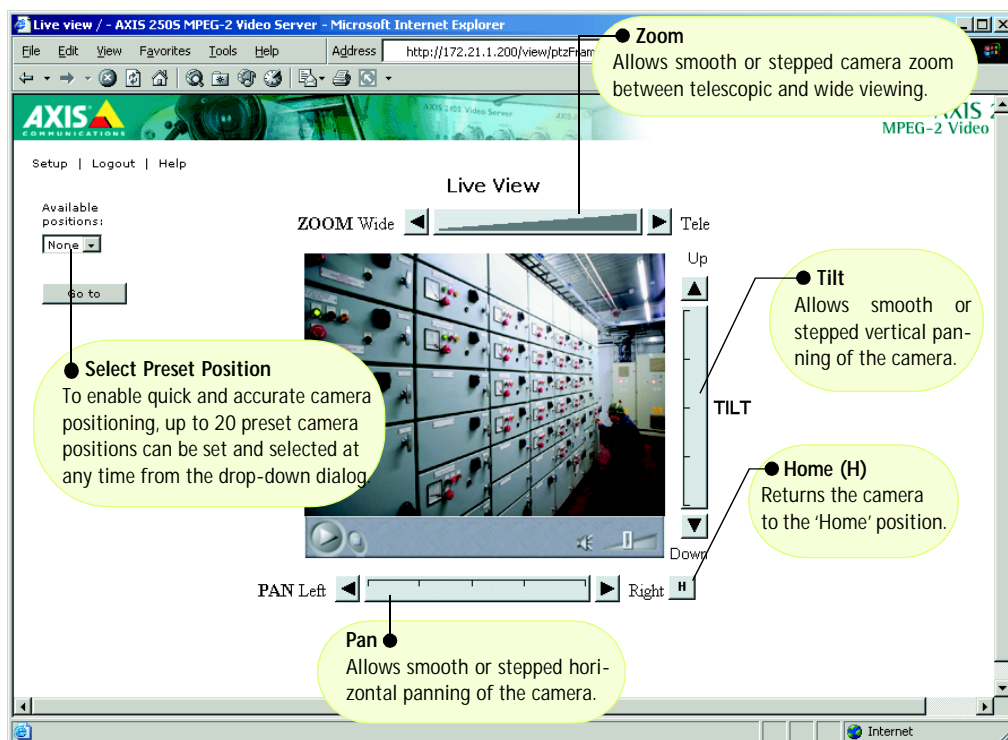 Live view / - AXIS 250S MPEG-2 Video Server - Microsoft Internet Explorer
File Edit View Favorites Tools Help Address http://172.21.1.200/view/ptzFram
Zoom
Allows smooth or stepped camera zoom
between telescopic and wide viewing.
AXIS
COMMUNICATIONS
AXIS 2
MPEG-2 Video
Setup | Logout | Help
Live View
Available
positions:
None
Go to
ZOOM Wide
Tele
Up
Tilt
Allows smooth or
stepped vertical pan-
ning of the camera.
Select Preset Position
To enable quick and accurate camera
positioning, up to 20 preset camera
positions can be set and selected at
any time from the drop-down dialog.
TILT
Home (H)
Returns the camera
to the ‘Home’ position.
Down
PAN Left
Right H
Pan
Allows smooth or stepped hori-
zontal panning of the camera.
Internet